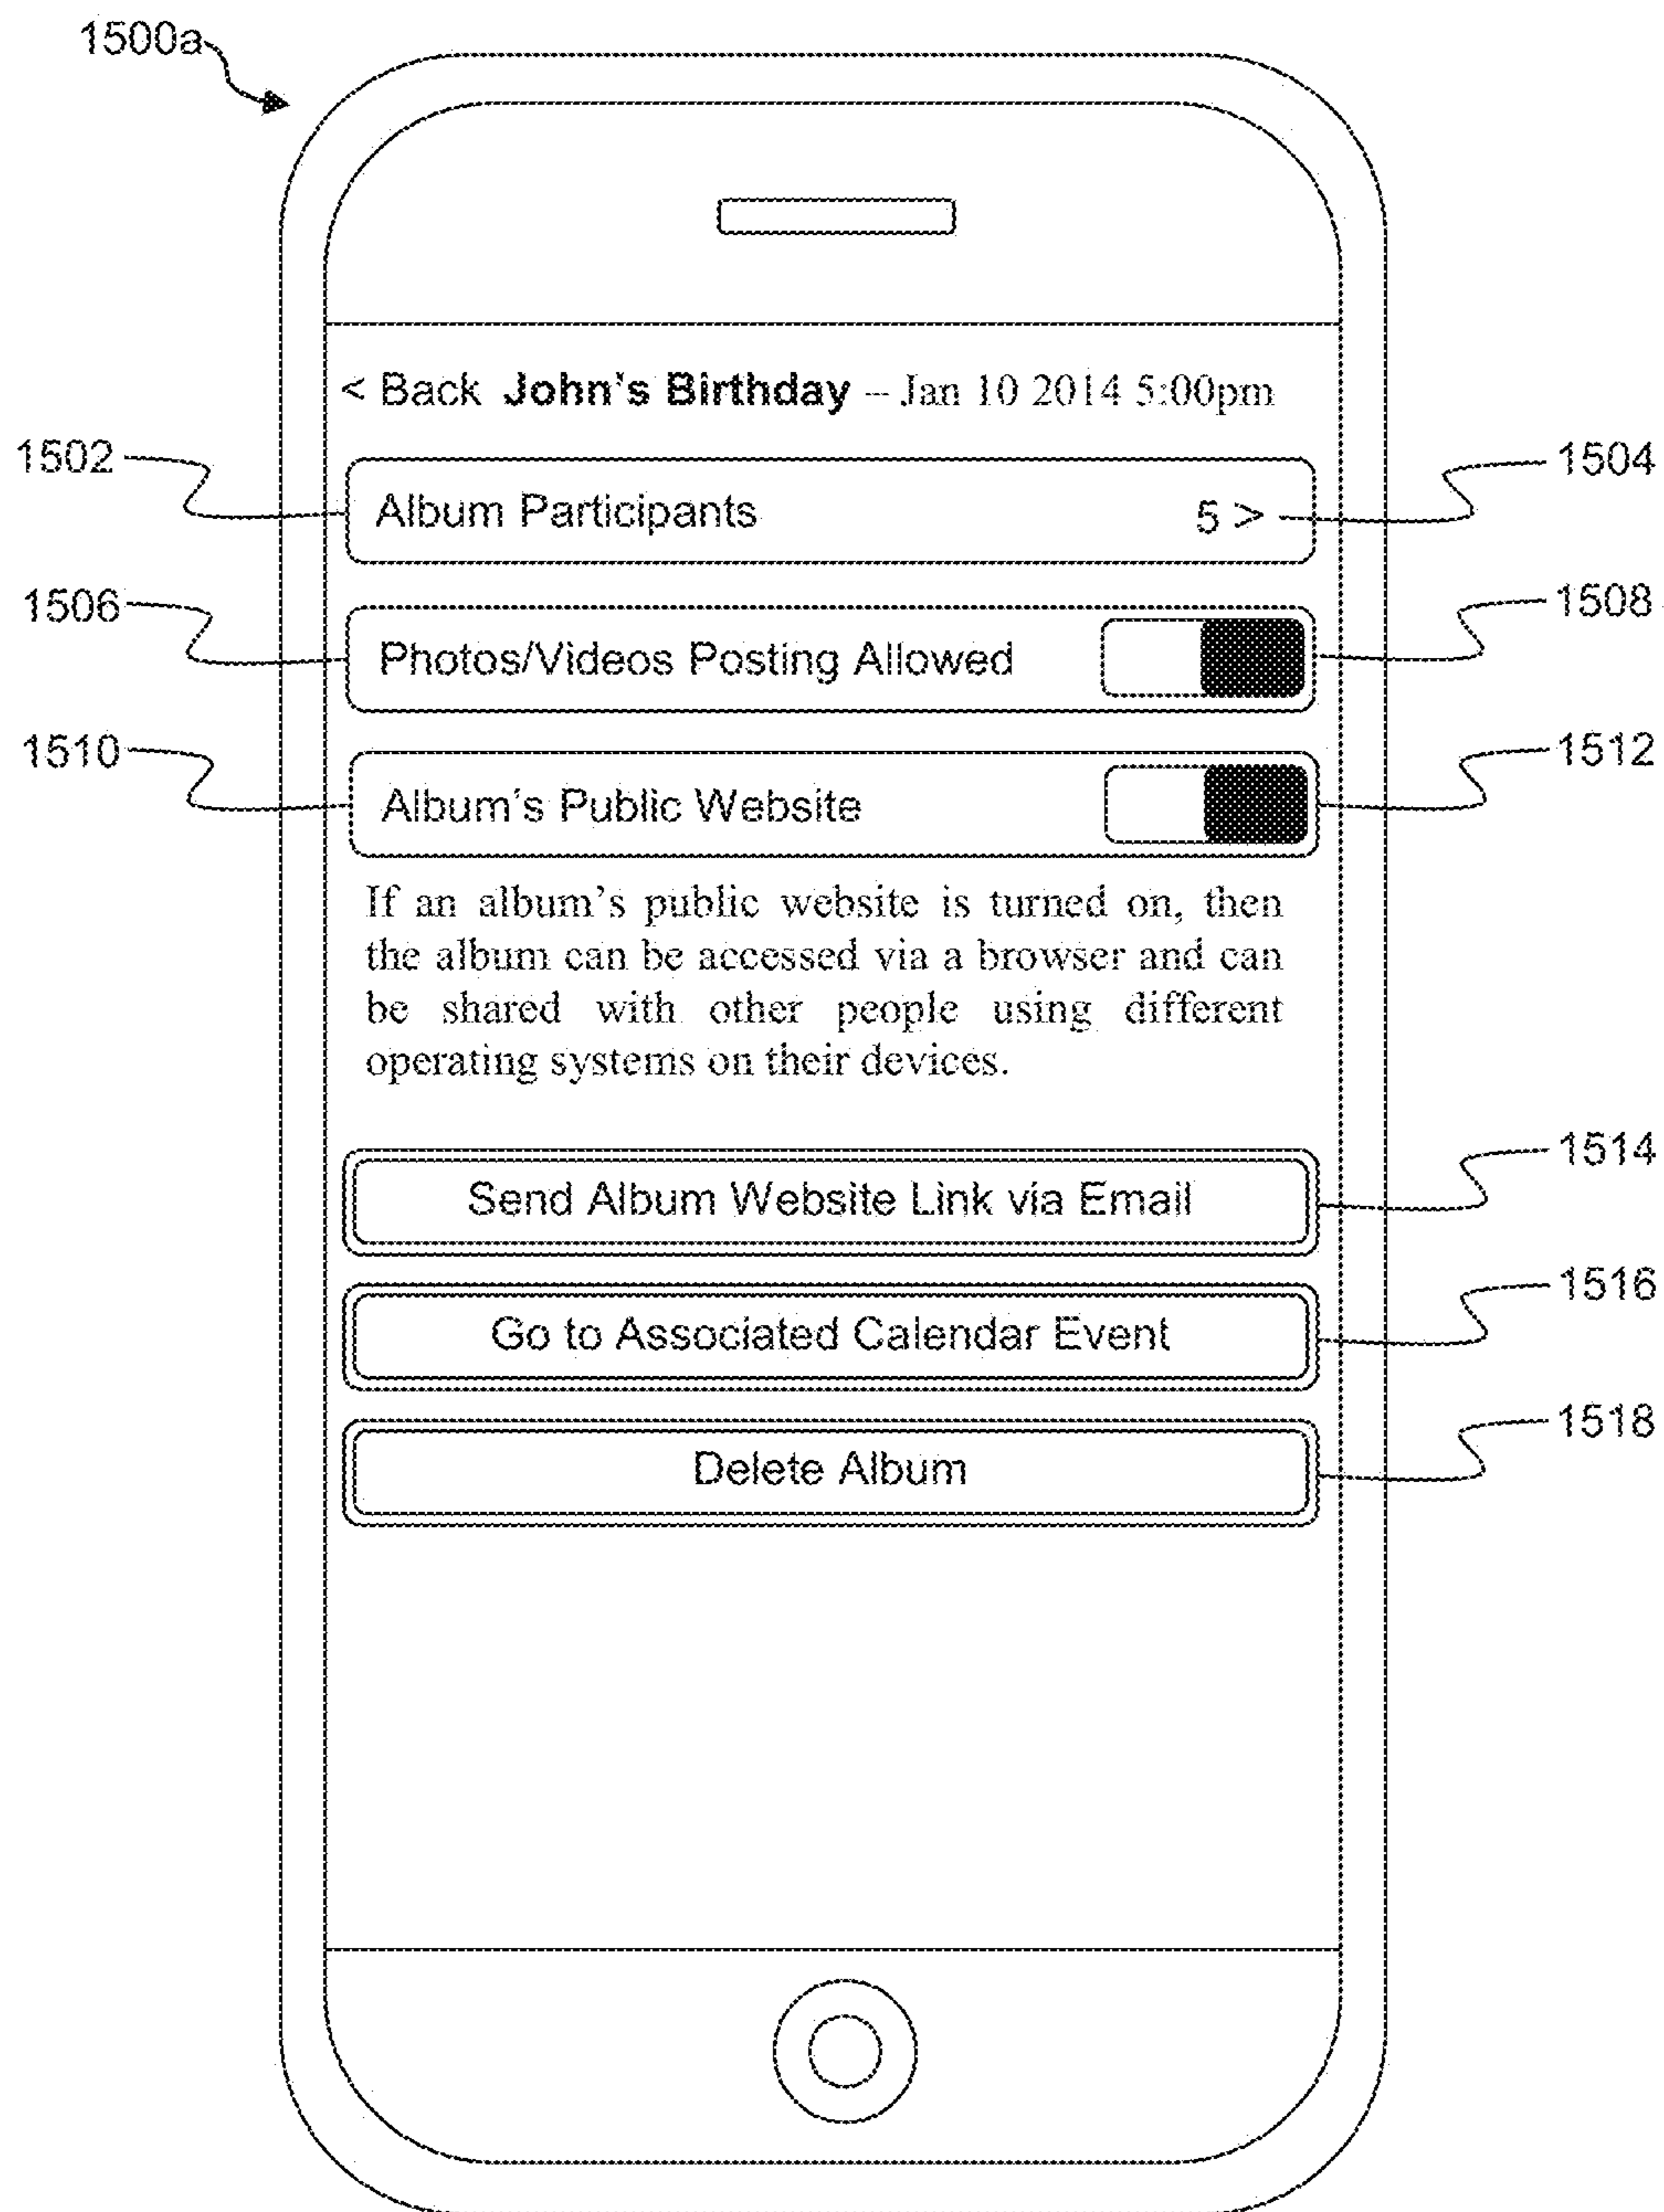 1500a
< Back John's Birthday – Jan 10 2014 5:00pm
1502
Album Participants 5 >
1504
1506
Photos/Videos Posting Allowed
1508
1510
Album's Public Website
1512
If an album's public website is turned on, then
the album can be accessed via a browser and can
be shared with other people using different
operating systems on their devices.
Send Album Website Link via Email
1514
Go to Associated Calendar Event
1516
Delete Album
1518